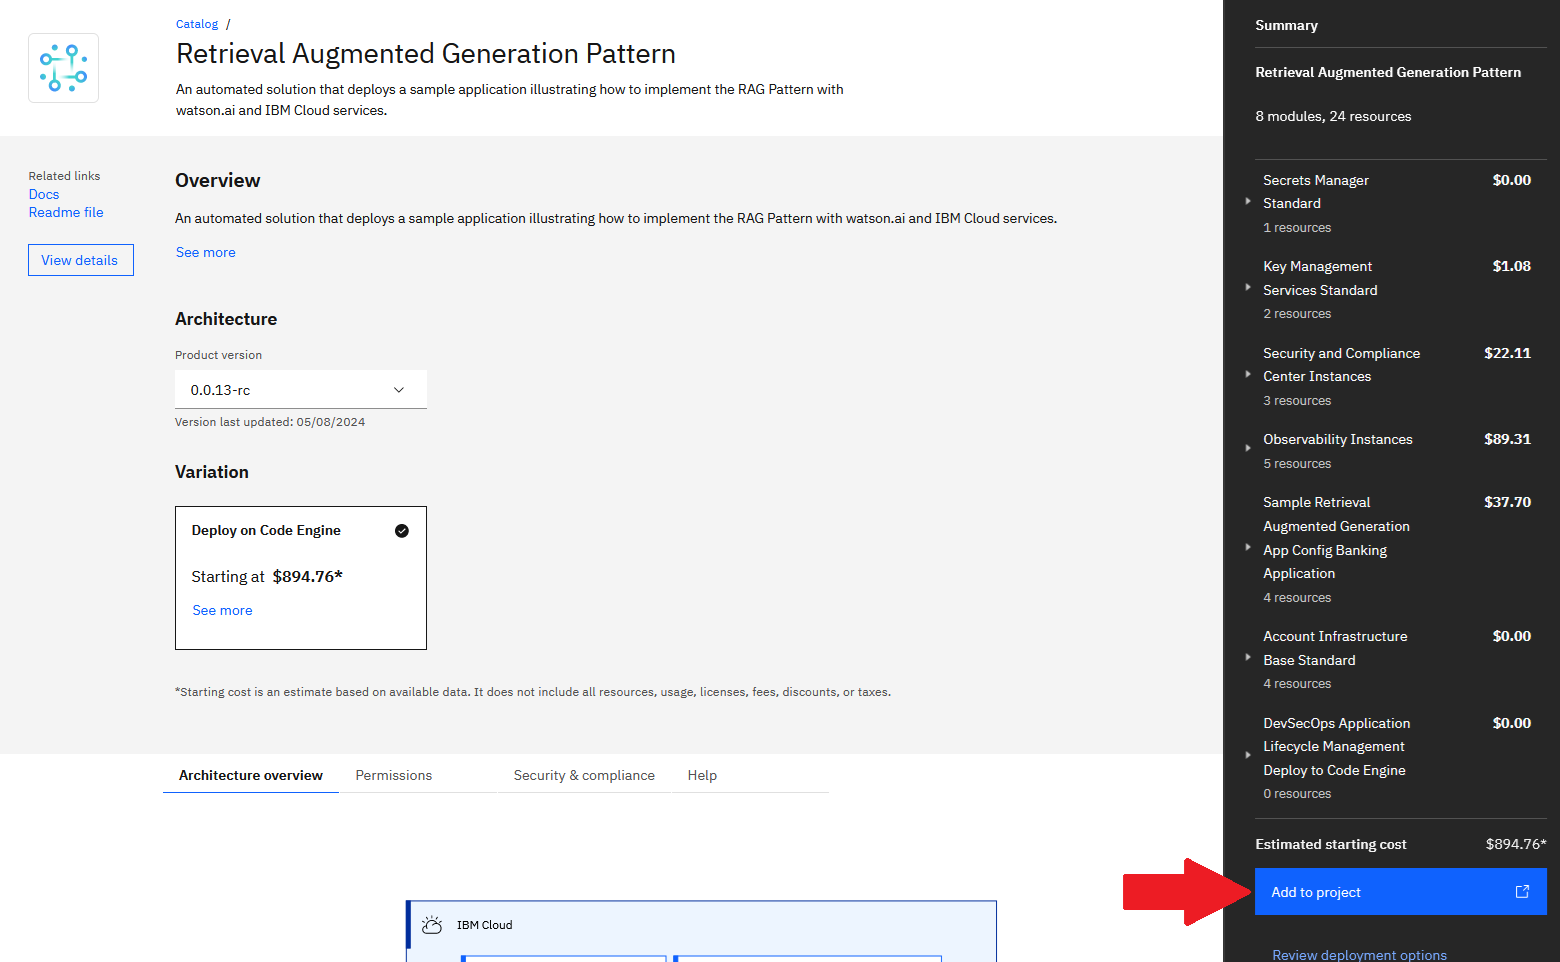 Catalog /
Retrieval Augmented Generation Pattern
An automated solution that deploys a sample application illustrating how to implement the RAG Pattern with
watson.ai and IBM Cloud services.
Related links
Docs
Readme file
View details
Overview
An automated solution that deploys a sample application illustrating how to implement the RAG Pattern with watson.ai and IBM Cloud services.
See more
Architecture
Product version
0.0.13-rc
Version last updated: 05/08/2024
Variation
Deploy on Code Engine
Starting at $894.76*
See more
*Starting cost is an estimate based on available data. It does not include all resources, usage, licenses, fees, discounts, or taxes.
Architecture overview Permissions Security & compliance Help
IBM Cloud
Summary
Retrieval Augmented Generation Pattern
8 modules, 24 resources
Secrets Manager $0.00
Standard
1 resources
Key Management $1.08
Services Standard
2 resources
Security and Compliance $22.11
Center Instances
3 resources
Observability Instances $89.31
5 resources
Sample Retrieval $37.70
Augmented Generation
App Config Banking
Application
4 resources
Account Infrastructure $0.00
Base Standard
4 resources
DevSecOps Application $0.00
Lifecycle Management
Deploy to Code Engine
0 resources
Estimated starting cost $894.76*
Add to project
Review deployment options